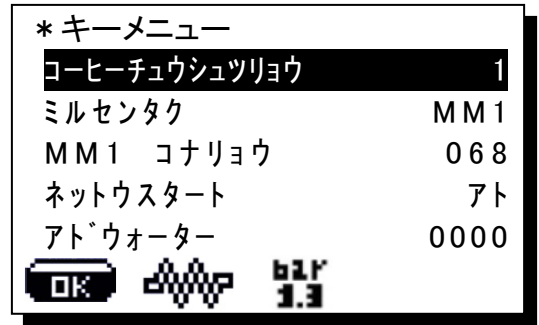 *キーメニュー
コーヒーチュウシュツリョウ 1
ミルセンタク MM1
MM1 コナリョウ 068
ネットウスタート アト
アドウォーター 0000
OK bar
3.3